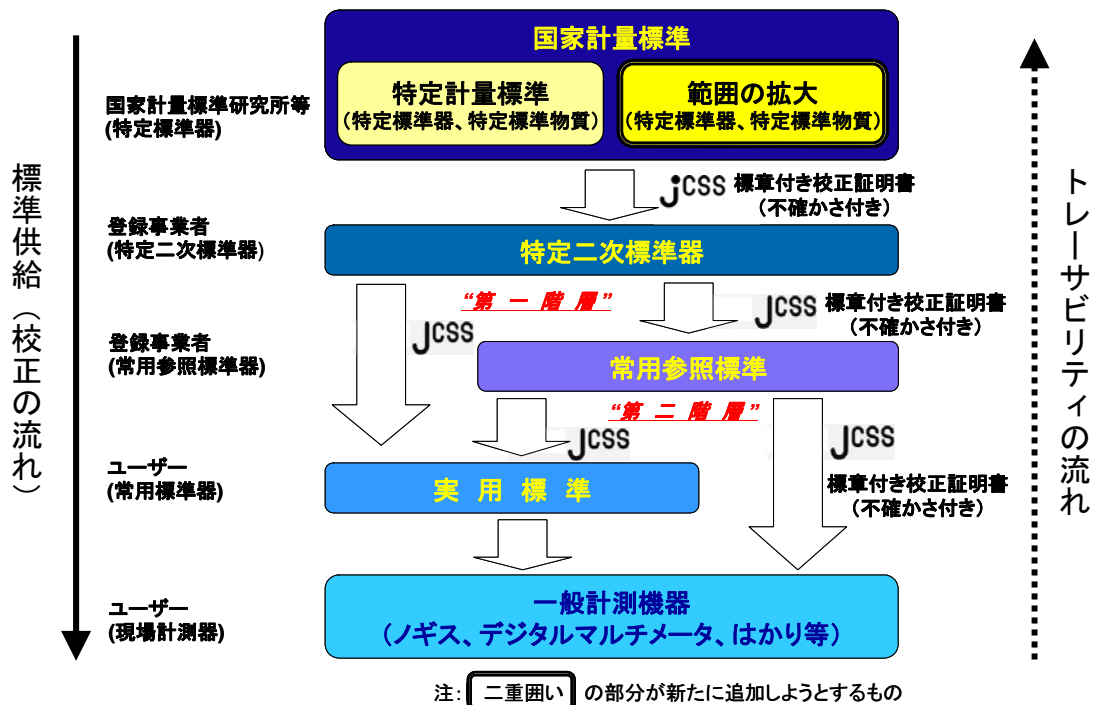 国家計量標準
特定計量標準
(特定標準器、特定標準物質)
範囲の拡大
(特定標準器、特定標準物質)
国家計量標準研究所等
(特定標準器)
標準供給（校正の流れ）
トレーサビリティの流れ
jcss 標章付き校正証明書
(不確かさ付き)
登録事業者
(特定二次標準器)
特定二次標準器
“第一階層”
JCSS
JCSS 標章付き校正証明書
(不確かさ付き)
登録事業者
(常用参照標準器)
常用参照標準
“第二階層”
JCSS
JCSS
標章付き校正証明書
(不確かさ付き)
ユーザー
(常用標準器)
実用標準
ユーザー
(現場計測器)
一般計測機器
(ノギス、デジタルマルチメータ、はかり等)
注: 二重囲い の部分が新たに追加しようとするもの